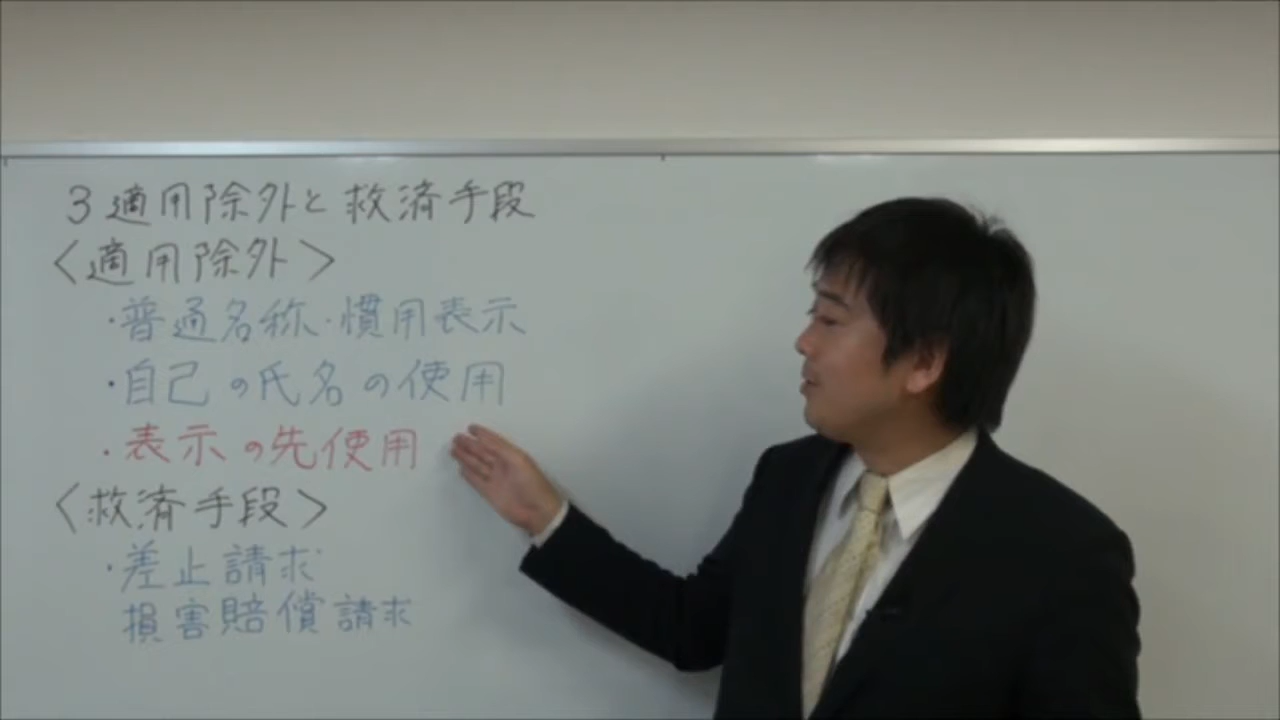 3 適用除外と救済手段
〈適用除外〉
・普通名称・慣用表示
・自己の氏名の使用
・表示の先使用
〈救済手段〉
・差止請求
損害賠償請求